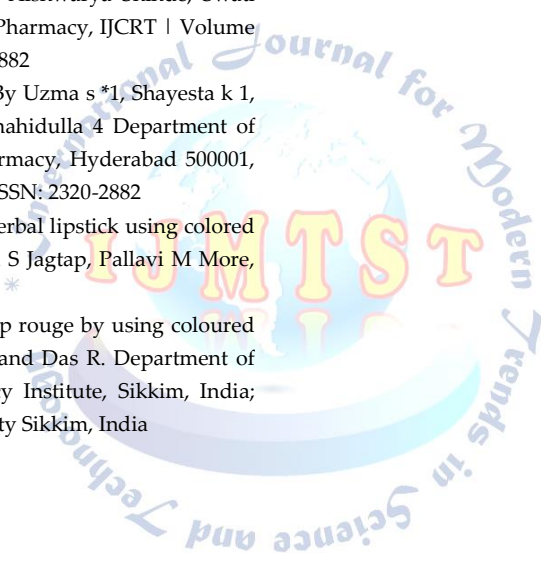 Pharmacy, IJCRT | Volume
882
By Uzma s *1, Shayesta k 1,
nahidulla 4 Department of
rmacy, Hyderabad 500001,
ISSN: 2320-2882
erbal lipstick using colored
S Jagtap, Pallavi M More,
p rouge by using coloured
and Das R. Department of
y Institute, Sikkim, India;
ty Sikkim, India
International Journal For Modern Trends in Science and Technology
IJMTST